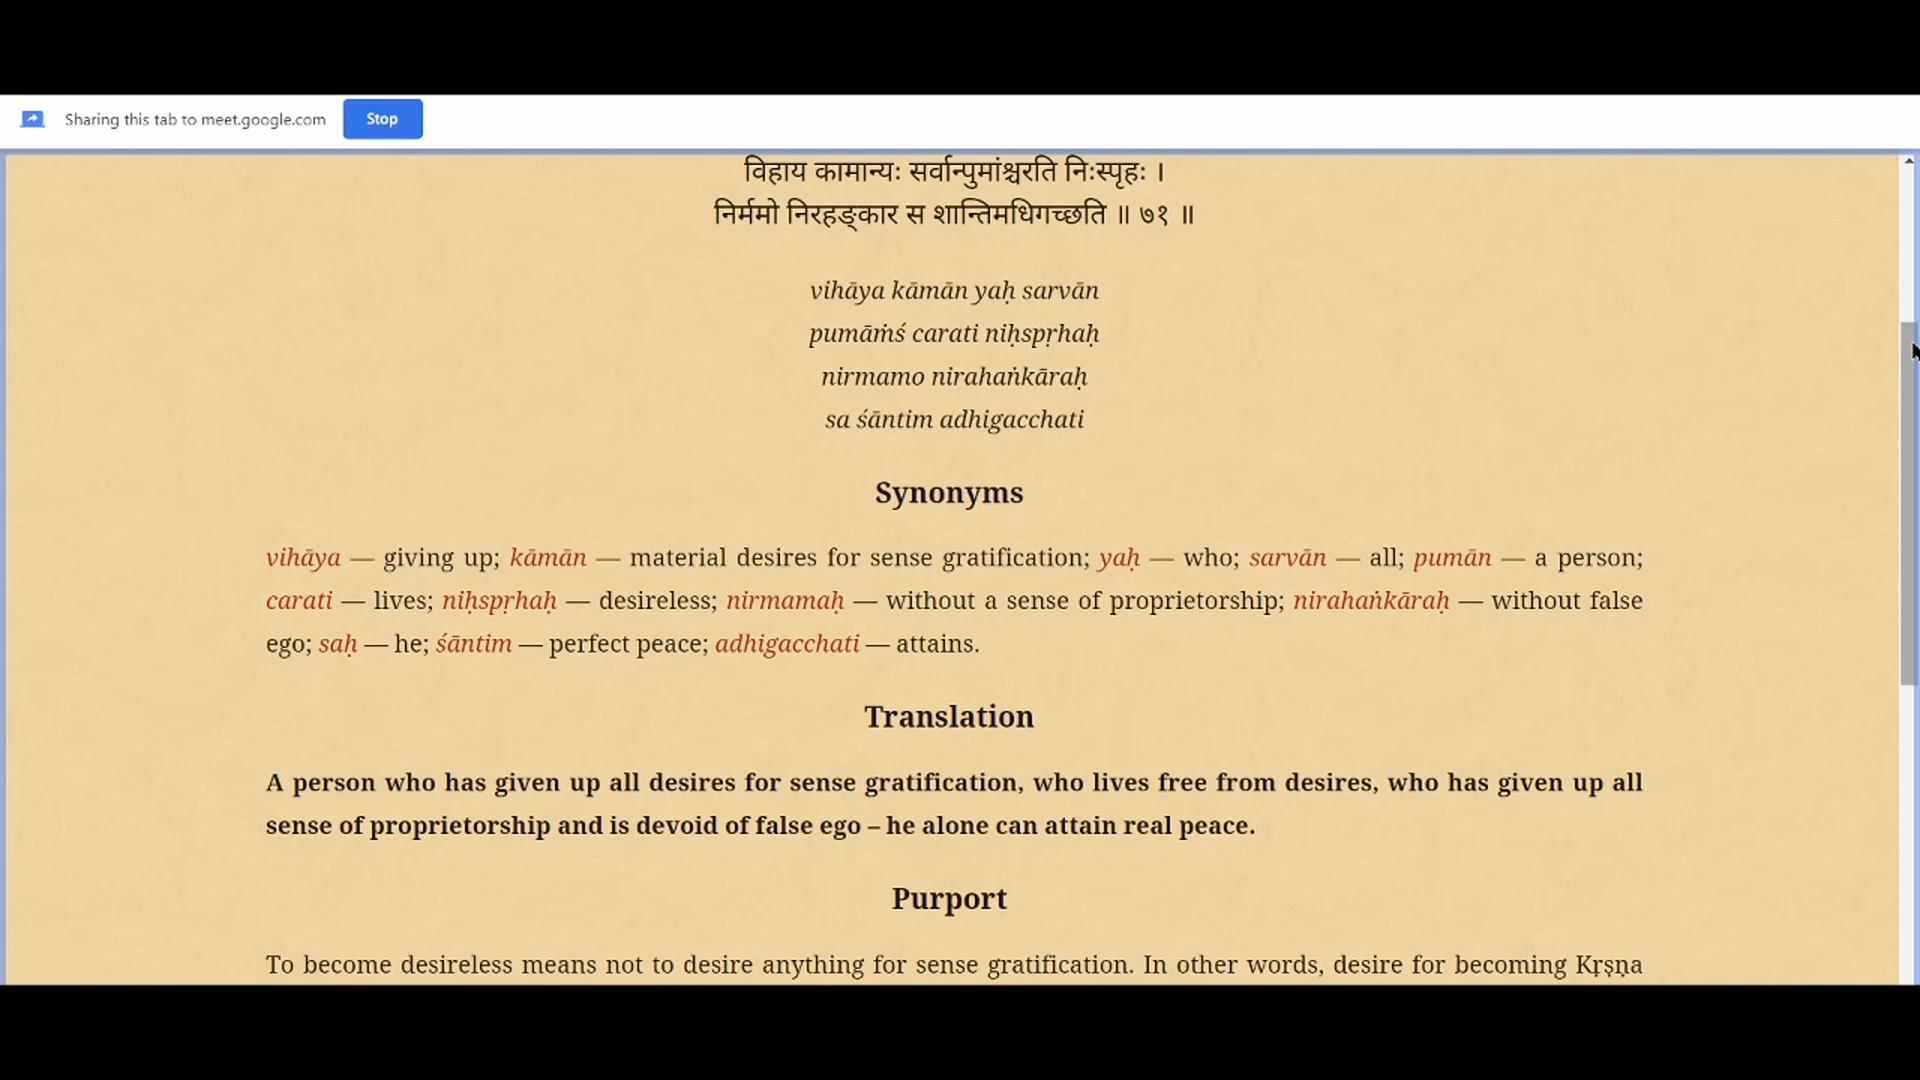 Sharing this tab to meet.google.com Stop
विहाय कामान्यः सर्वान्पुमांश्चरति निःस्पृहः ।
निर्ममो निरहङ्कार स शान्तिमधिगच्छति ॥ ७१ ॥
vihāya kāmān yaḥ sarvān
pumāṁś carati niḥspṛhaḥ
nirmamo nirahaṅkāraḥ
sa śāntim adhigacchati
Synonyms
vihāya — giving up; kāmān — material desires for sense gratification; yaḥ — who; sarvān — all; pumān — a person;
carati — lives; niḥspṛhaḥ — desireless; nirmamaḥ — without a sense of proprietorship; nirahaṅkāraḥ — without false
ego; saḥ — he; śāntim — perfect peace; adhigacchati — attains.
Translation
A person who has given up all desires for sense gratification, who lives free from desires, who has given up all
sense of proprietorship and is devoid of false ego – he alone can attain real peace.
Purport
To become desireless means not to desire anything for sense gratification. In other words, desire for becoming Kṛṣṇa